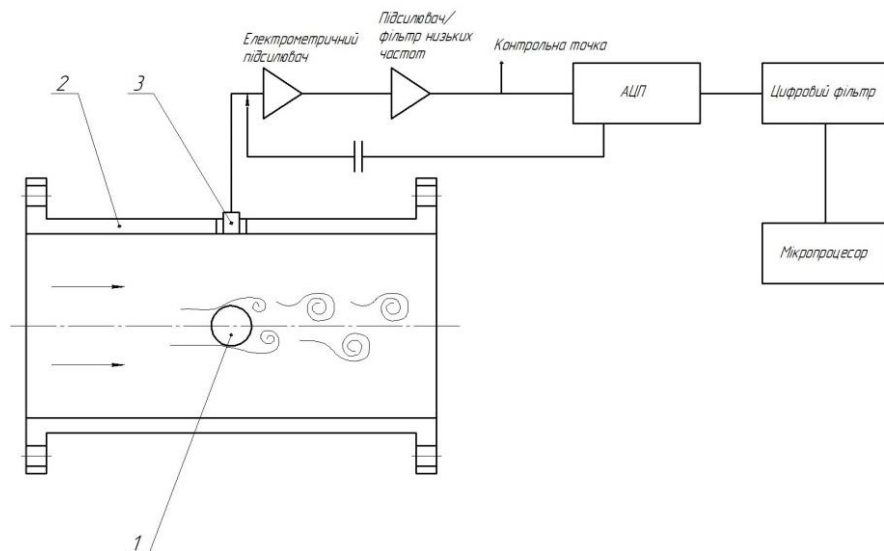 Електрометричний
підсилювач
Підсилювач/
фільтр низьких
частот
Контрольна точка
АЦП
Цифровий фільтр
Мікропроцесор
2
3
1